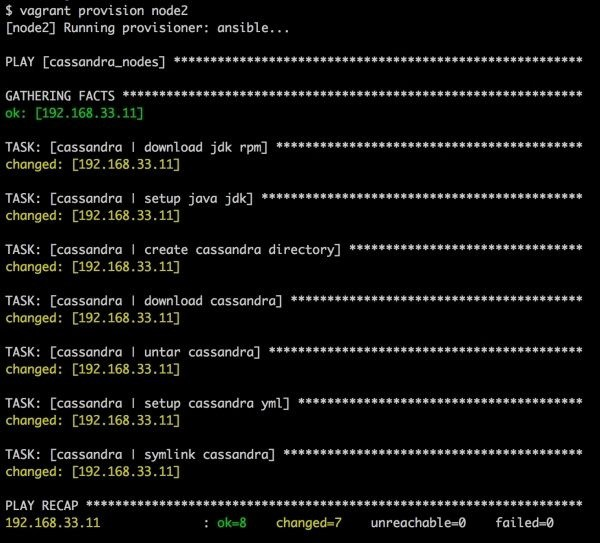 $ vagrant provision node2
[node2] Running provisioner: ansible...
PLAY [cassandra_nodes] ********************************************************
GATHERING FACTS ***************************************************************
ok: [192.168.33.11]
TASK: [cassandra | download jdk rpm] ******************************************
changed: [192.168.33.11]
TASK: [cassandra | setup java jdk] ********************************************
changed: [192.168.33.11]
TASK: [cassandra | create cassandra directory] ********************************
changed: [192.168.33.11]
TASK: [cassandra | download cassandra] ****************************************
changed: [192.168.33.11]
TASK: [cassandra | untar cassandra] *******************************************
changed: [192.168.33.11]
TASK: [cassandra | setup cassandra yml] ***************************************
changed: [192.168.33.11]
TASK: [cassandra | symlink cassandra] *****************************************
changed: [192.168.33.11]
PLAY RECAP ********************************************************************
192.168.33.11              : ok=8    changed=7    unreachable=0    failed=0